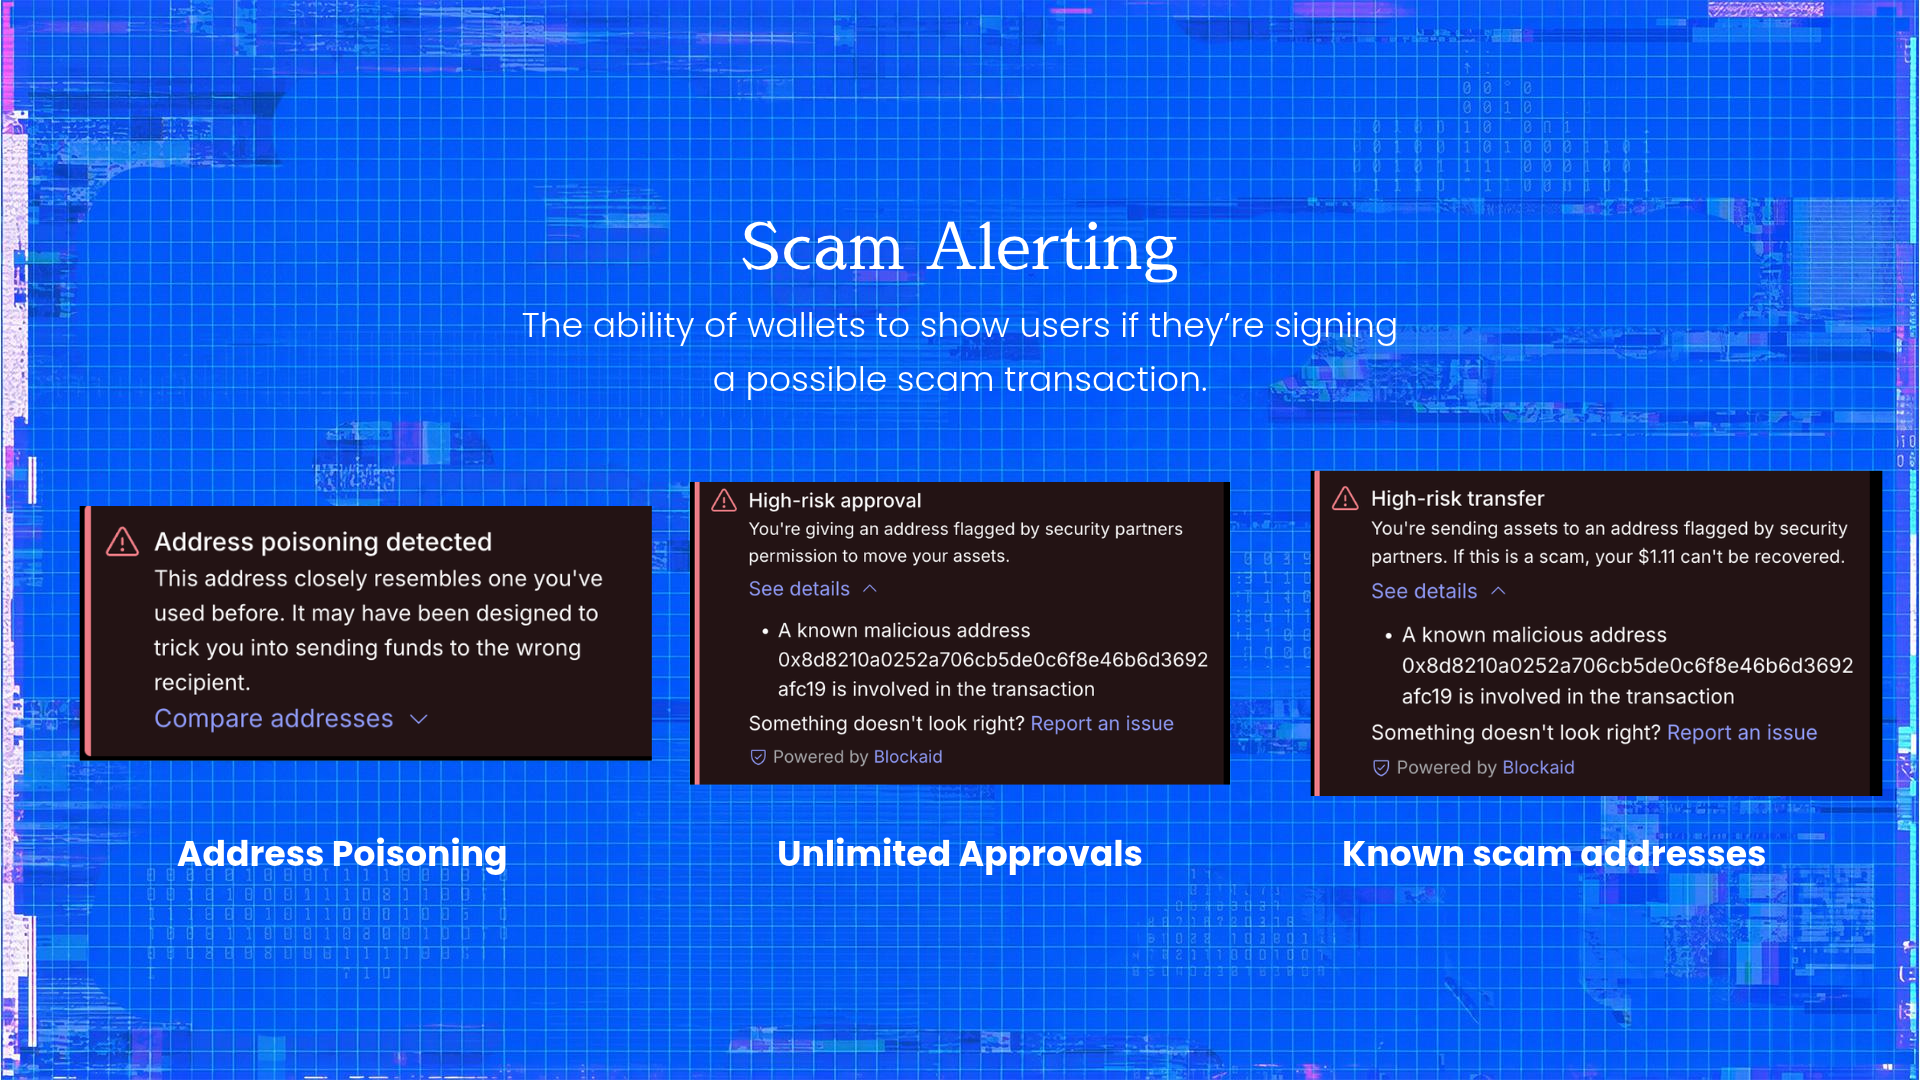 Scam Alerting
The ability of wallets to show users if they’re signing
a possible scam transaction.
Address poisoning detected
This address closely resembles one you've
used before. It may have been designed to
trick you into sending funds to the wrong
recipient.
Compare addresses
Address Poisoning
High-risk approval
You're giving an address flagged by security partners
permission to move your assets.
See details
• A known malicious address
0x8d8210a0252a706cb5de0c6f8e46b6d3692
afc19 is involved in the transaction
Something doesn't look right? Report an issue
Powered by Blockaid
Unlimited Approvals
High-risk transfer
You're sending assets to an address flagged by security
partners. If this is a scam, your $1.11 can't be recovered.
See details
• A known malicious address
0x8d8210a0252a706cb5de0c6f8e46b6d3692
afc19 is involved in the transaction
Something doesn't look right? Report an issue
Powered by Blockaid
Known scam addresses